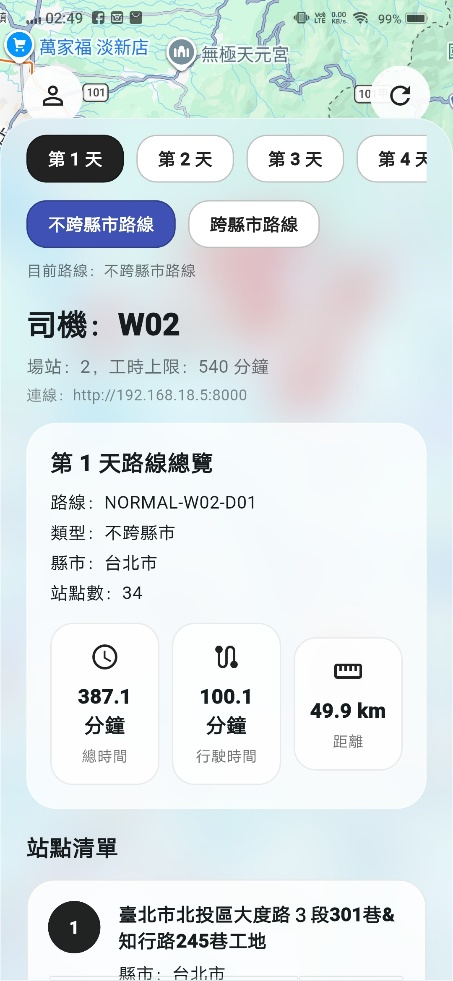 02:49
VoD LTE
0.00 KB/s
99%
萬家福 淡新店
無極天元宮
101
10
第 1 天
第 2 天
第 3 天
第 4 天
不跨縣市路線
跨縣市路線
目前路線：不跨縣市路線
司機：W02
場站：2，工時上限：540 分鐘
連線：http://192.168.18.5:8000
第 1 天路線總覽
路線：NORMAL-W02-D01
類型：不跨縣市
縣市：台北市
站點數：34
387.1
分鐘
總時間
100.1
分鐘
行駛時間
49.9 km
距離
站點清單
1
臺北市北投區大度路 3 段301巷&
知行路245巷工地
縣市：台北市